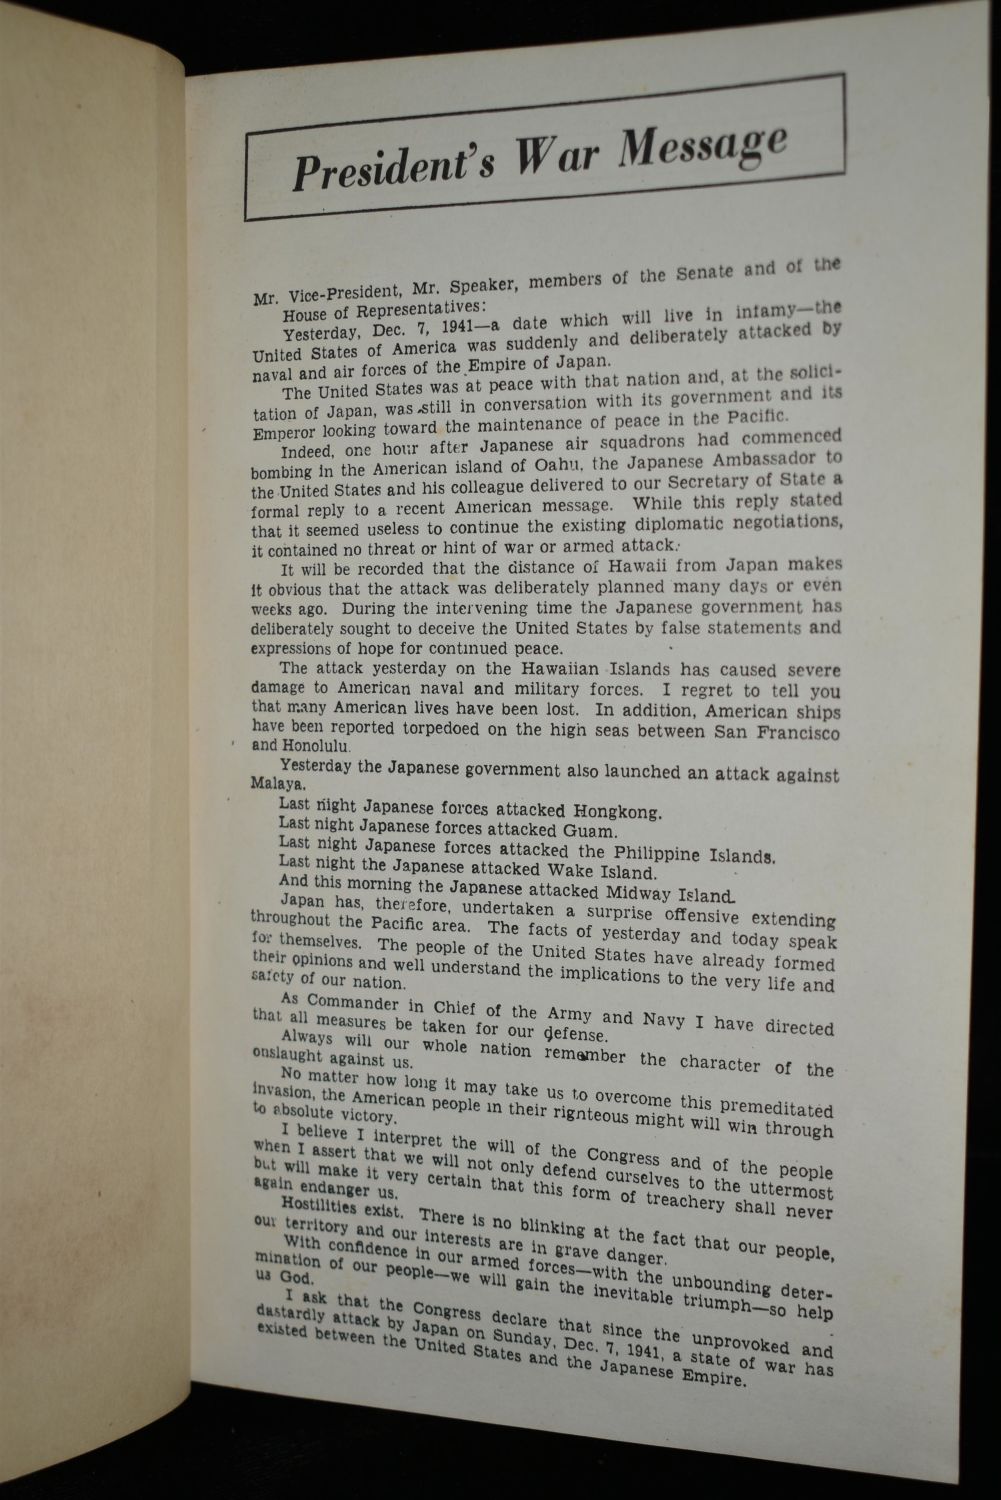 President's War Message
Mr. Vice-President, Mr. Speaker, members of the Senate and of the
House of Representatives:
Yesterday, Dec. 7, 1941—a date which will live in infamy—the
United States of America was suddenly and deliberately attacked by
naval and air forces of the Empire of Japan.
The United States was at peace with that nation and, at the solici-
tation of Japan, was still in conversation with its government and its
Emperor looking toward the maintenance of peace in the Pacific.
Indeed, one hour after Japanese air squadrons had commenced
bombing in the American island of Oahu, the Japanese Ambassador to
the United States and his colleague delivered to our Secretary of State a
formal reply to a recent American message. While this reply stated
that it seemed useless to continue the existing diplomatic negotiations,
it contained no threat or hint of war or armed attack.
It will be recorded that the distance of Hawaii from Japan makes
it obvious that the attack was deliberately planned many days or even
weeks ago. During the intervening time the Japanese government has
deliberately sought to deceive the United States by false statements and
expressions of hope for continued peace.
The attack yesterday on the Hawaiian Islands has caused severe
damage to American naval and military forces. I regret to tell you
that many American lives have been lost. In addition, American ships
have been reported torpedoed on the high seas between San Francisco
and Honolulu.
Yesterday the Japanese government also launched an attack against
Malaya.
Last night Japanese forces attacked Hongkong.
Last night Japanese forces attacked Guam.
Last night Japanese forces attacked the Philippine Islands.
Last night the Japanese attacked Wake Island.
And this morning the Japanese attacked Midway Island.
Japan has, therefore, undertaken a surprise offensive extending
throughout the Pacific area. The facts of yesterday and today speak
for themselves. The people of the United States have already formed
their opinions and well understand the implications to the very life and
safety of our nation.
As Commander in Chief of the Army and Navy I have directed
that all measures be taken for our defense.
Always will our whole nation remember the character of the
onslaught against us.
No matter how long it may take us to overcome this premeditated
invasion, the American people in their righteous might will win through
to absolute victory.
I believe I interpret the will of the Congress and of the people
when I assert that we will not only defend ourselves to the uttermost
but will make it very certain that this form of treachery shall never
again endanger us.
Hostilities exist. There is no blinking at the fact that our people,
our territory and our interests are in grave danger.
With confidence in our armed forces—with the unbounding deter-
mination of our people—we will gain the inevitable triumph—so help
us God.
I ask that the Congress declare that since the unprovoked and
dastardly attack by Japan on Sunday, Dec. 7, 1941, a state of war has
existed between the United States and the Japanese Empire.